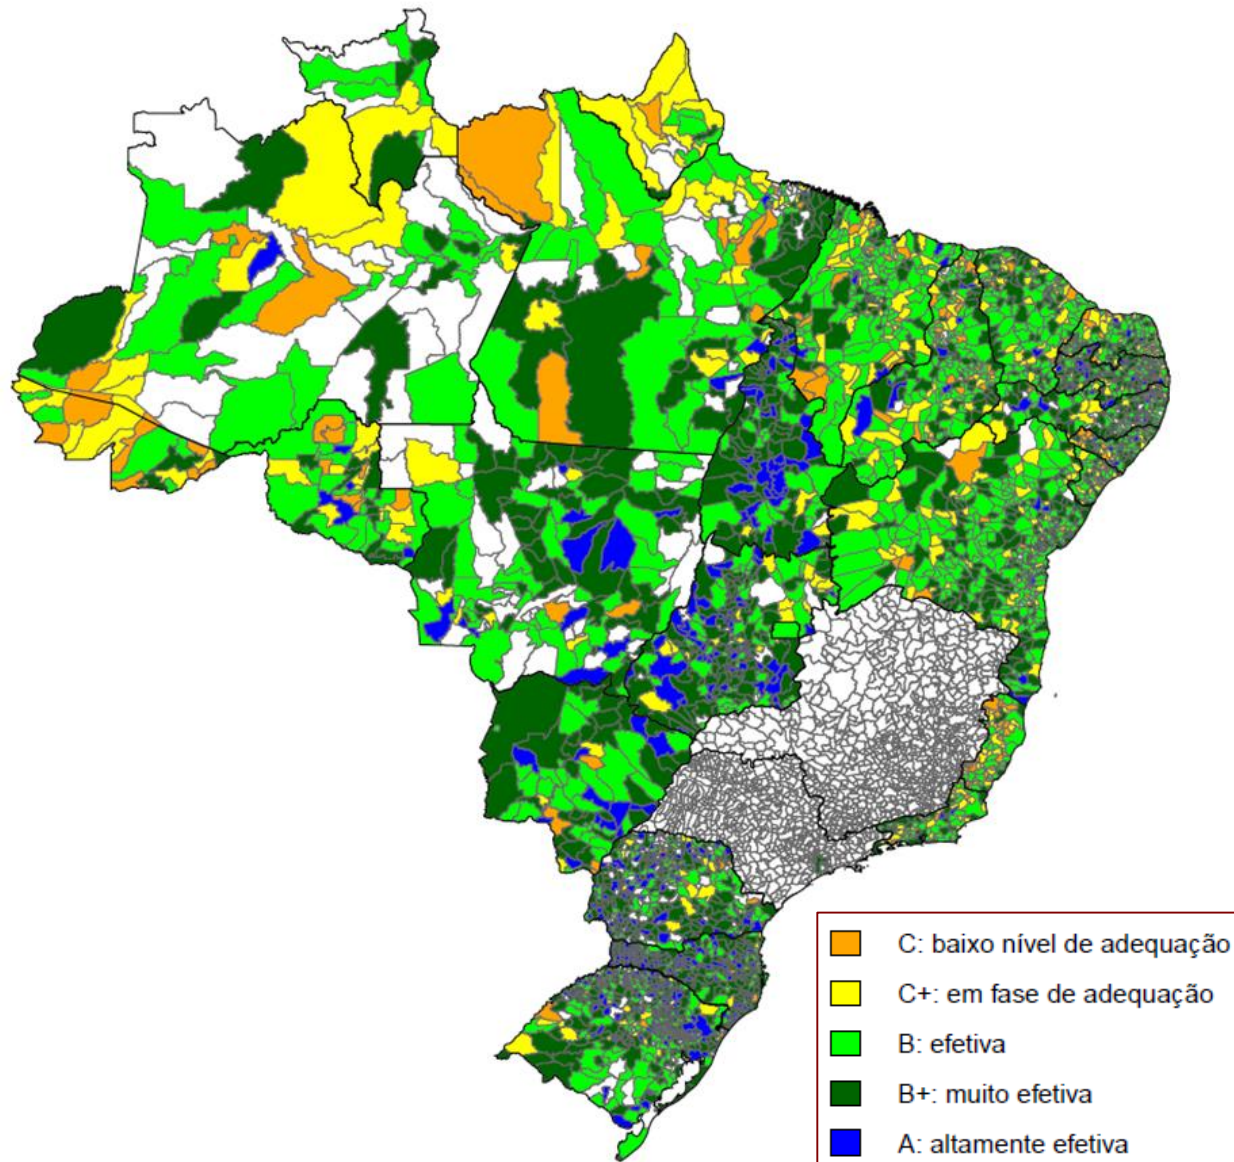 C: baixo nível de adequação
C+: em fase de adequação
B: efetiva
B+: muito efetiva
A: altamente efetiva